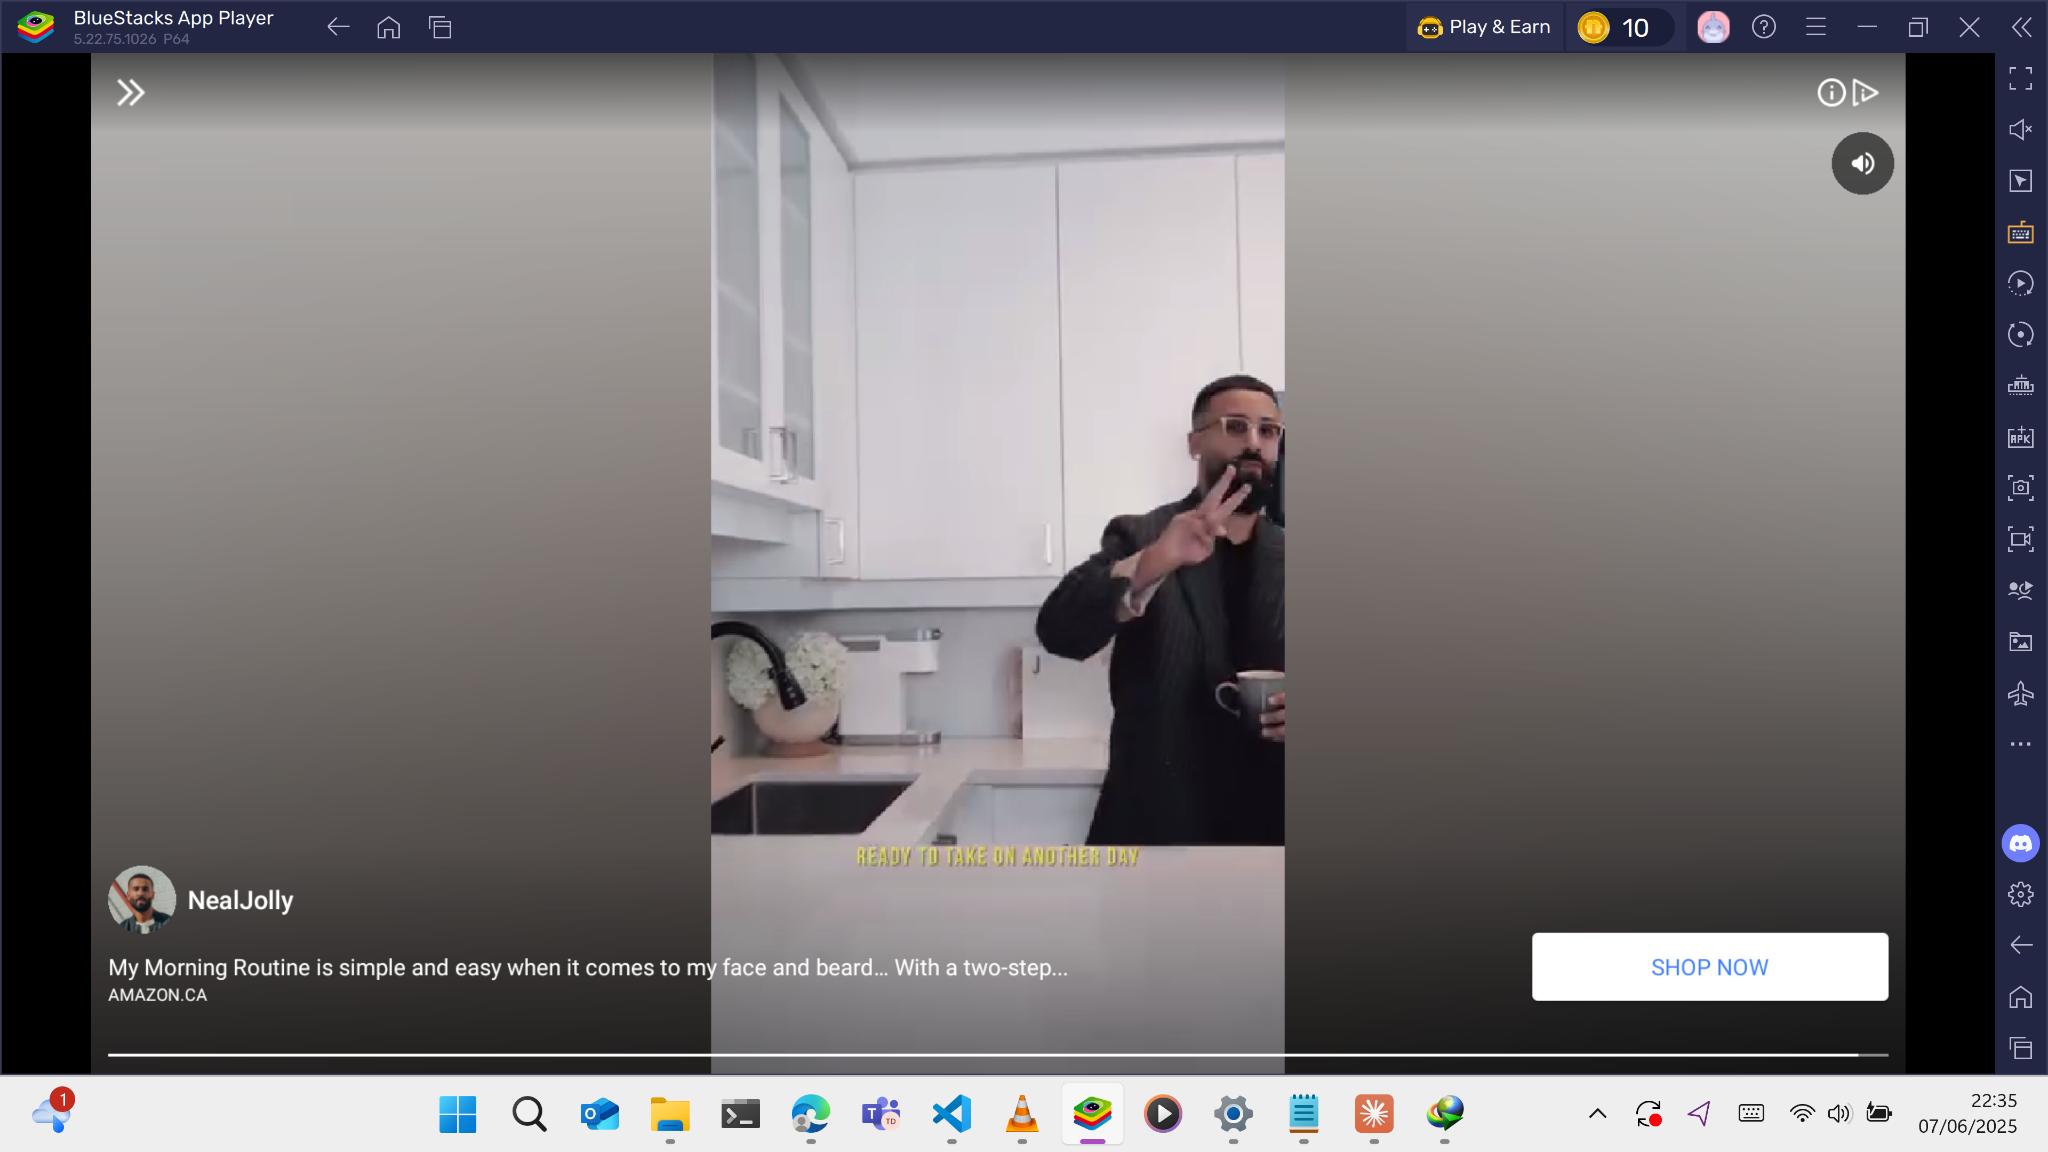 BlueStacks App Player
5.22.75.1026 P64
Play & Earn
10
READY TO TAKE ON ANOTHER DAY
NealJolly
My Morning Routine is simple and easy when it comes to my face and beard... With a two-step...
AMAZON.CA
SHOP NOW
APK
1
TD
22:35
07/06/2025